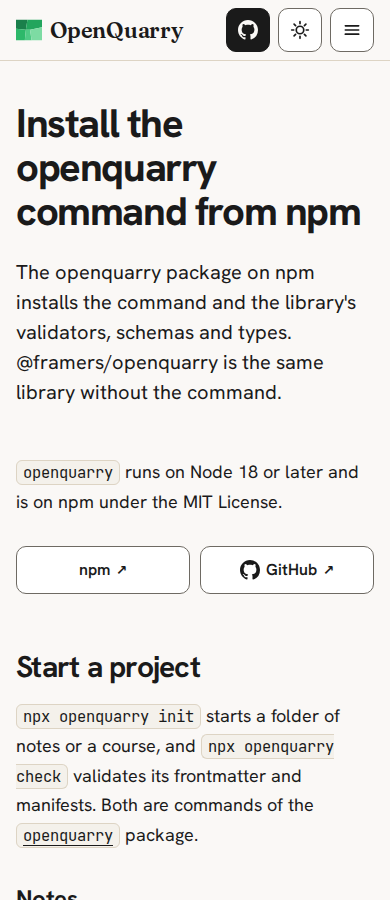 OpenQuarry
Install the
openquarry
command from npm
The openquarry package on npm
installs the command and the library's
validators, schemas and types.
@framers/openquarry is the same
library without the command.
openquarry runs on Node 18 or later and
is on npm under the MIT License.
npm ↗
GitHub ↗
Start a project
npx openquarry init starts a folder of
notes or a course, and npx openquarry
check validates its frontmatter and
manifests. Both are commands of the
openquarry package.
Notes